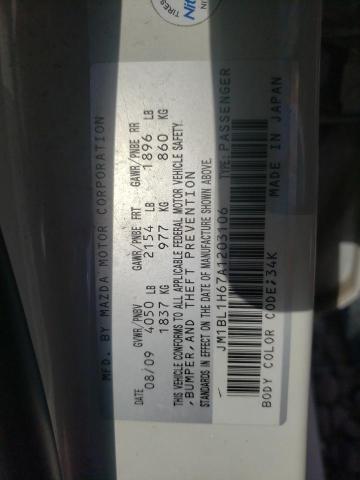 MFD. BY MAZDA MOTOR CORPORATION
DATE GVWR/PNBV GAWR/PNBE FRT GAWR/PNBE RR
08/09 4050 LB 2154 LB 1896 LB
1837 KG 977 KG 860 KG
THIS VEHICLE CONFORMS TO ALL APPLICABLE FEDERAL MOTOR VEHICLE SAFETY
, BUMPER, AND THEFT PREVENTION
STANDARDS IN EFFECT ON THE DATE OF MANUFACTURE SHOWN ABOVE.
JM1BL1H67A1205106 TYPE:PASSENGER
BODY COLOR CODE;34K MADE IN JAPAN
TIRES
Nit